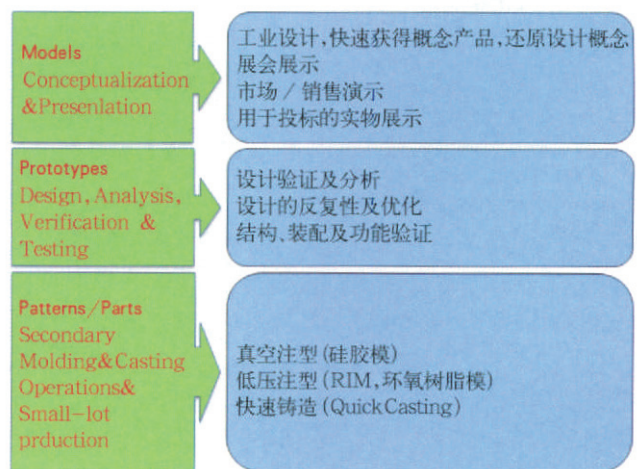 Models
Conceptualization
&Presenlation
工业设计,快速获得概念产品,还原设计概念
展会展示
市场 / 销售演示
用于投标的实物展示
Prototypes
Design, Analysis,
Verification &
Testing
设计验证及分析
设计的反复性及优化
结构、装配及功能验证
Patterns/Parts
Secondary
Molding&Casting
Operations&
Small-lot
prduction
真空注型(硅胶模)
低压注型(RIM,环氧树脂模)
快速铸造(QuickCasting)